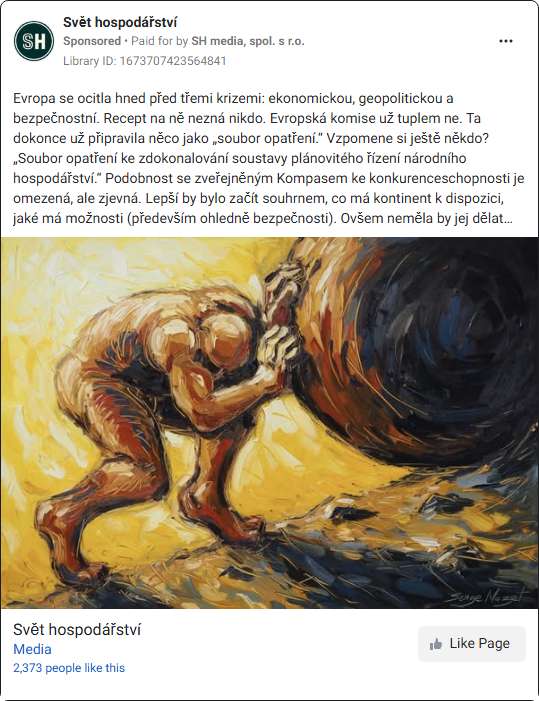 SH
Svět hospodářství
Sponsored • Paid for by SH media, spol. s r.o.
Library ID: 1673707423564841
Evropa se ocitla hned před třemi krizemi: ekonomickou, geopolitickou a
bezpečnostní. Recept na ně nezná nikdo. Evropská komise už tuplem ne. Ta
dokonce už připravila něco jako „soubor opatření.“ Vzpomene si ještě někdo?
„Soubor opatření ke zdokonalování soustavy plánovitého řízení národního
hospodářství.“ Podobnost se zveřejněným Kompasem ke konkurenceschopnosti je
omezená, ale zjevná. Lepší by bylo začít souhrnem, co má kontinent k dispozici,
jaké má možnosti (především ohledně bezpečnosti). Ovšem neměla by jej dělat…
Svět hospodářství
Media
2,373 people like this
Like Page